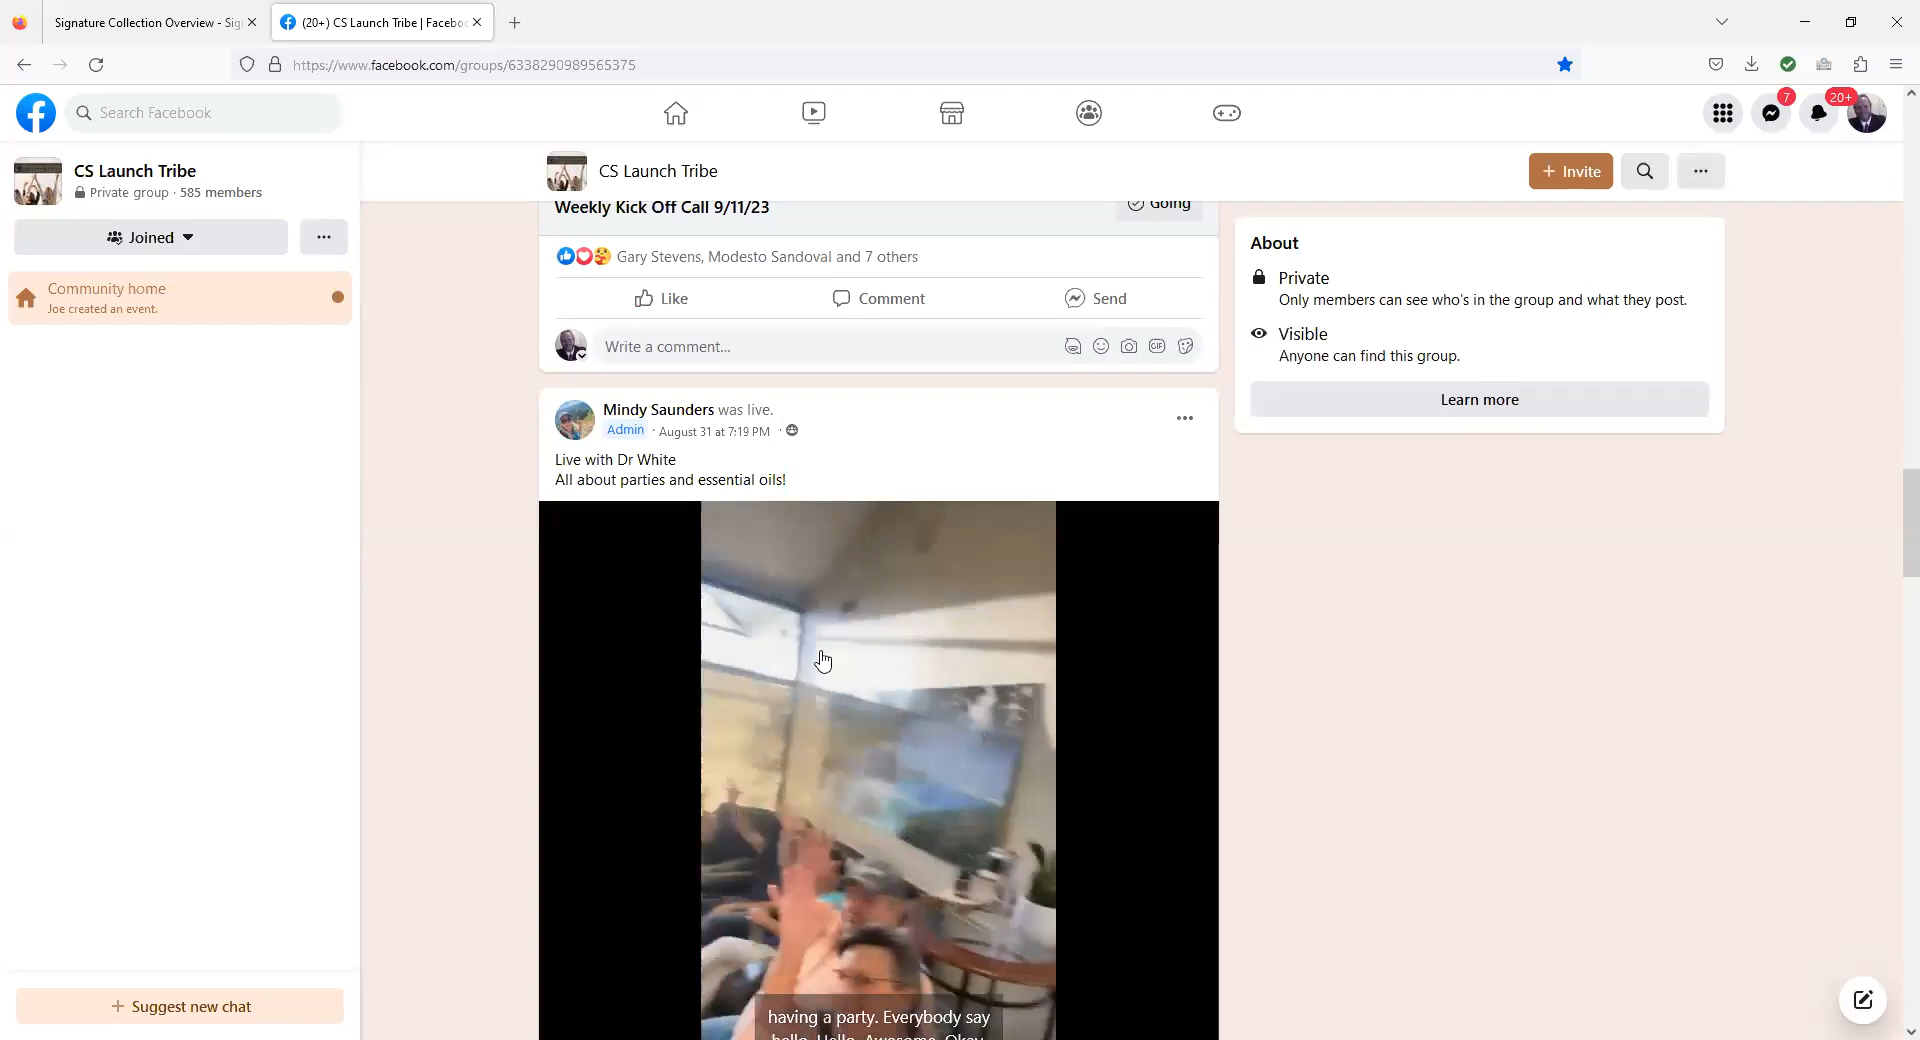 Signature Collection Overview - Sig
(20+) CS Launch Tribe | Facebo
https://www.facebook.com/groups/6338290989565375
Search Facebook
7
20+
CS Launch Tribe
Private group · 585 members
Joined
Community home
Joe created an event.
Suggest new chat
CS Launch Tribe
Invite
Weekly Kick Off Call 9/11/23
Going
Gary Stevens, Modesto Sandoval and 7 others
Like
Comment
Send
Write a comment...
GIF
Mindy Saunders was live.
Admin · August 31 at 7:19 PM ·
Live with Dr White
All about parties and essential oils!
having a party. Everybody say
hello. Hello. Awesome. Okay
About
Private
Only members can see who's in the group and what they post.
Visible
Anyone can find this group.
Learn more